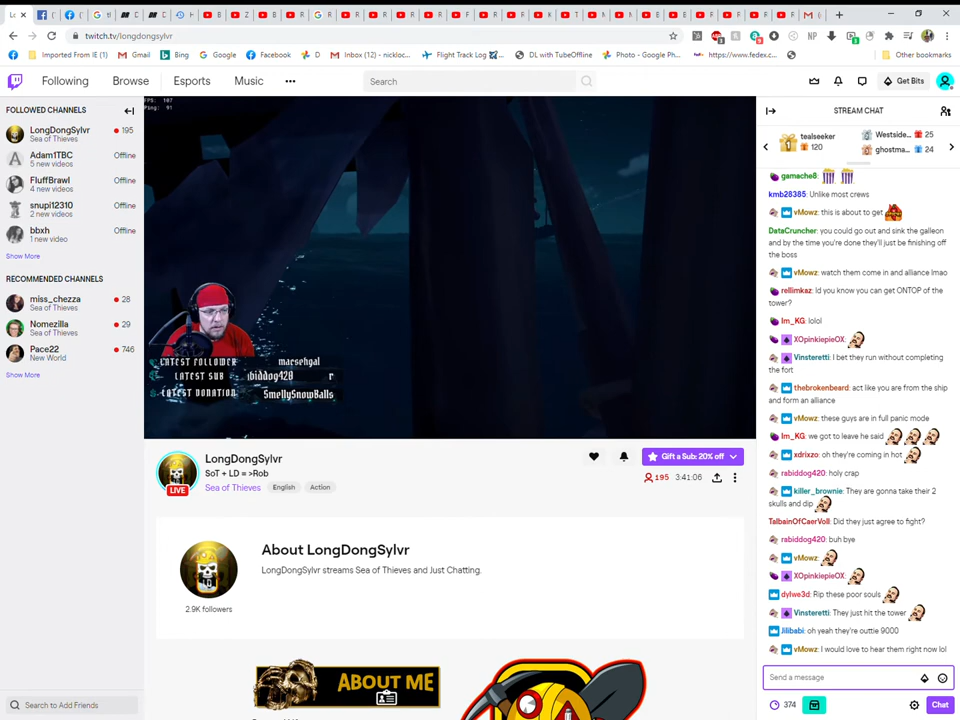 twitch.tv/longdongsylvr
Imported From IE (1)
Gmail
Bing
Google
Facebook
D
Inbox (12) - nickloc...
Flight Track Log
DL with TubeOffline
Photo - Google Ph...
https://www.fedex.c...
Other bookmarks
Following
Browse
Esports
Music
Search
Get Bits
FOLLOWED CHANNELS
LongDongSylvr
195
Sea of Thieves
Adam1TBC
Offline
5 new videos
FluffBrawl
Offline
4 new videos
snupi12310
Offline
2 new videos
bbxh
Offline
1 new video
Show More
RECOMMENDED CHANNELS
miss_chezza
28
Sea of Thieves
Nomezilla
29
Sea of Thieves
Pace22
746
New World
Show More
Search to Add Friends
FPS: 107
Ping: 91
LATEST FOLLOWER maesehgal
LATEST SUB ibiddog420 r
LATEST DONATION SmellySnowBalls
LIVE
LongDongSylvr
SoT + LD = >Rob
Sea of Thieves
English
Action
Gift a Sub: 20% off
195
3:41:06
About LongDongSylvr
LongDongSylvr streams Sea of Thieves and Just Chatting.
2.9K followers
ABOUT ME
STREAM CHAT
1
tealseeker
120
Westside... 25
ghostma... 24
gamache8:
kmb28385: Unlike most crews
vMowz: this is about to get
DataCruncher: you could go out and sink the galleon
and by the time you're done they'll just be finishing off
the boss
vMowz: watch them come in and alliance lmao
rellimkaz: Id you know you can get ONTOP of the
tower?
Im_KG: lolol
XOpinkiepieOX:
Vinsteretti: I bet they run without completing
the fort
thebrokenbeard: act like you are from the ship
and form an alliance
vMowz: these guys are in full panic mode
Im_KG: we got to leave he said
xdrixzo: oh they're coming in hot
rabiddog420: holy crap
killer_brownie: They are gonna take their 2
skulls and dip
TalbainOfCaerVoll: Did they just agree to fight?
rabiddog420: buh bye
vMowz:
XOpinkiepieOX:
dylwe3d: Rip these poor souls
Vinsteretti: They just hit the tower
Jilibabi: oh yeah they're outtie 9000
vMowz: I would love to hear them right now lol
Send a message
374
Chat